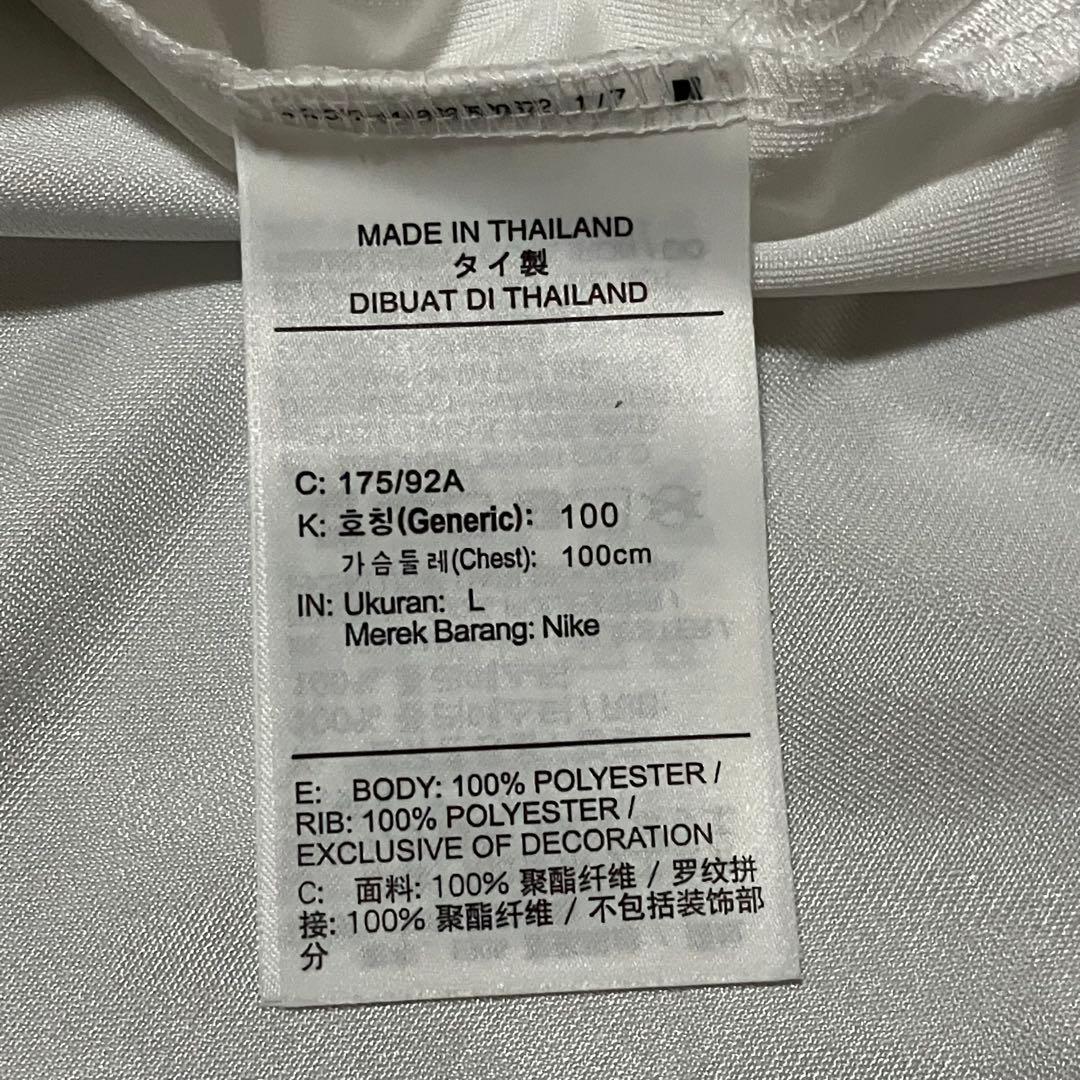 1/7
MADE IN THAILAND
タイ製
DIBUAT DI THAILAND
C: 175/92A
K: 호칭(Generic): 100
가슴둘레(Chest): 100cm
IN: Ukuran: L
Merek Barang: Nike
E: BODY: 100% POLYESTER /
RIB: 100% POLYESTER /
EXCLUSIVE OF DECORATION
C: 面料: 100% 聚酯纤维 / 罗纹拼
接: 100% 聚酯纤维 / 不包括装饰部
分